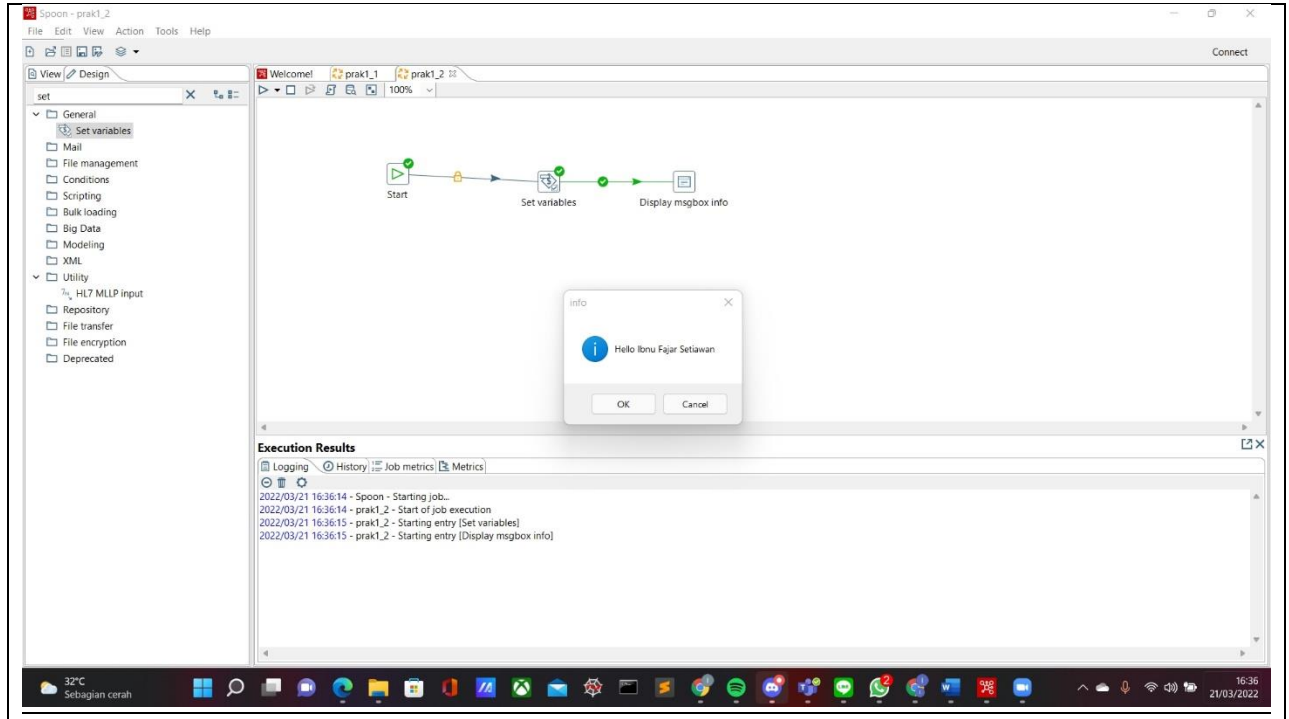 Spoon - prak1_2
File Edit View Action Tools Help
Connect
View Design
Welcome! prak1_1 prak1_2
set
100%
General
Set variables
Mail
File management
Conditions
Scripting
Bulk loading
Big Data
Modeling
XML
Utility
HL7 MLLP input
Repository
File transfer
File encryption
Deprecated
Start
Set variables
Display msgbox info
info
Hello Ibnu Fajar Setiawan
OK Cancel
Execution Results
Logging History Job metrics Metrics
2022/03/21 16:36:14 - Spoon - Starting job...
2022/03/21 16:36:14 - prak1_2 - Start of job execution
2022/03/21 16:36:15 - prak1_2 - Starting entry [Set variables]
2022/03/21 16:36:15 - prak1_2 - Starting entry [Display msgbox info]
32°C
Sebagian cerah
16:36
21/03/2022